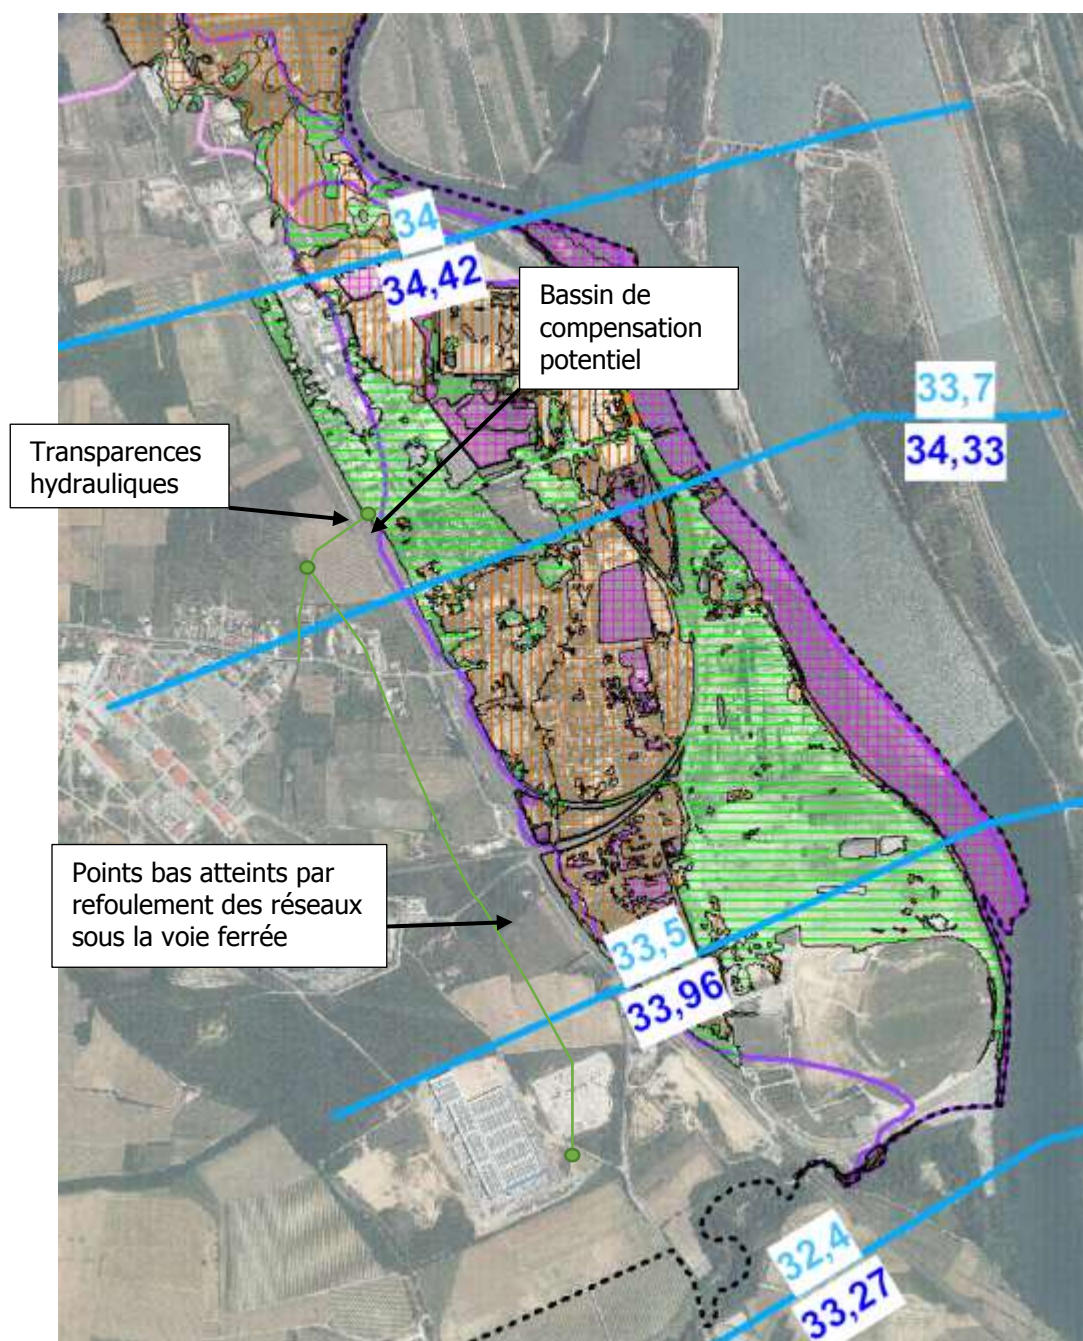 34
34,42
Bassin de
compensation
potentiel
33,7
34,33
Transparences
hydrauliques
Points bas atteints par
refoulement des réseaux
sous la voie ferrée
33,5
33,96
32,4
33,27